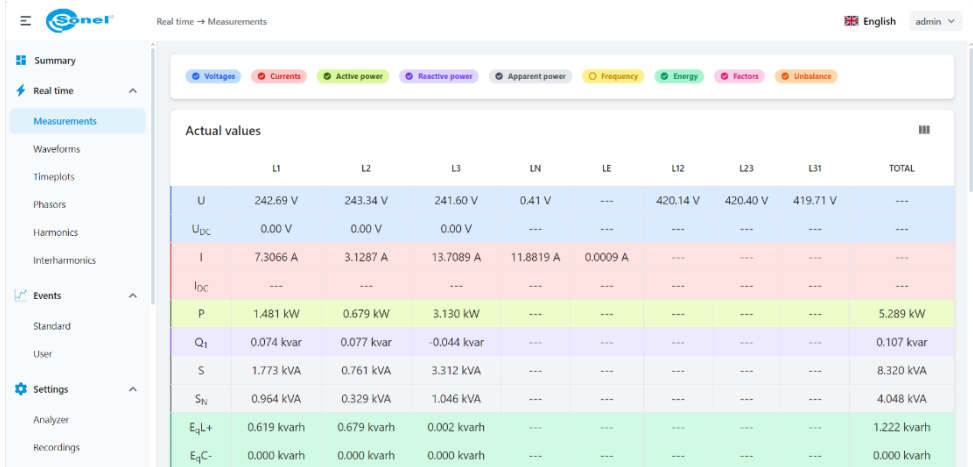 Sonel® Real time → Measurements English admin
Summary
Real time
Measurements
Waveforms
Timeplots
Phasors
Harmonics
Interharmonics
Events
Standard
User
Settings
Analyzer
Recordings
Voltages Currents Active power Reactive power Apparent power Frequency Energy Factors Unbalance
Actual values
L1 L2 L3 LN LE L12 L23 L31 TOTAL
U 242.69 V 243.34 V 241.60 V 0.41 V --- 420.14 V 420.40 V 419.71 V ---
U_DC 0.00 V 0.00 V 0.00 V --- --- --- --- --- ---
I 7.3066 A 3.1287 A 13.7089 A 11.8819 A 0.0009 A --- --- --- ---
I_DC --- --- --- --- --- --- --- --- ---
P 1.481 kW 0.679 kW 3.130 kW --- --- --- --- --- 5.289 kW
Q₁ 0.074 kvar 0.077 kvar -0.044 kvar --- --- --- --- --- 0.107 kvar
S 1.773 kVA 0.761 kVA 3.312 kVA --- --- --- --- --- 8.320 kVA
S_N 0.964 kVA 0.329 kVA 1.046 kVA --- --- --- --- --- 4.048 kVA
E_qL+ 0.619 kvarh 0.679 kvarh 0.002 kvarh --- --- --- --- --- 1.222 kvarh
E_qC- 0.000 kvarh 0.000 kvarh 0.000 kvarh --- --- --- --- --- 0.000 kvarh